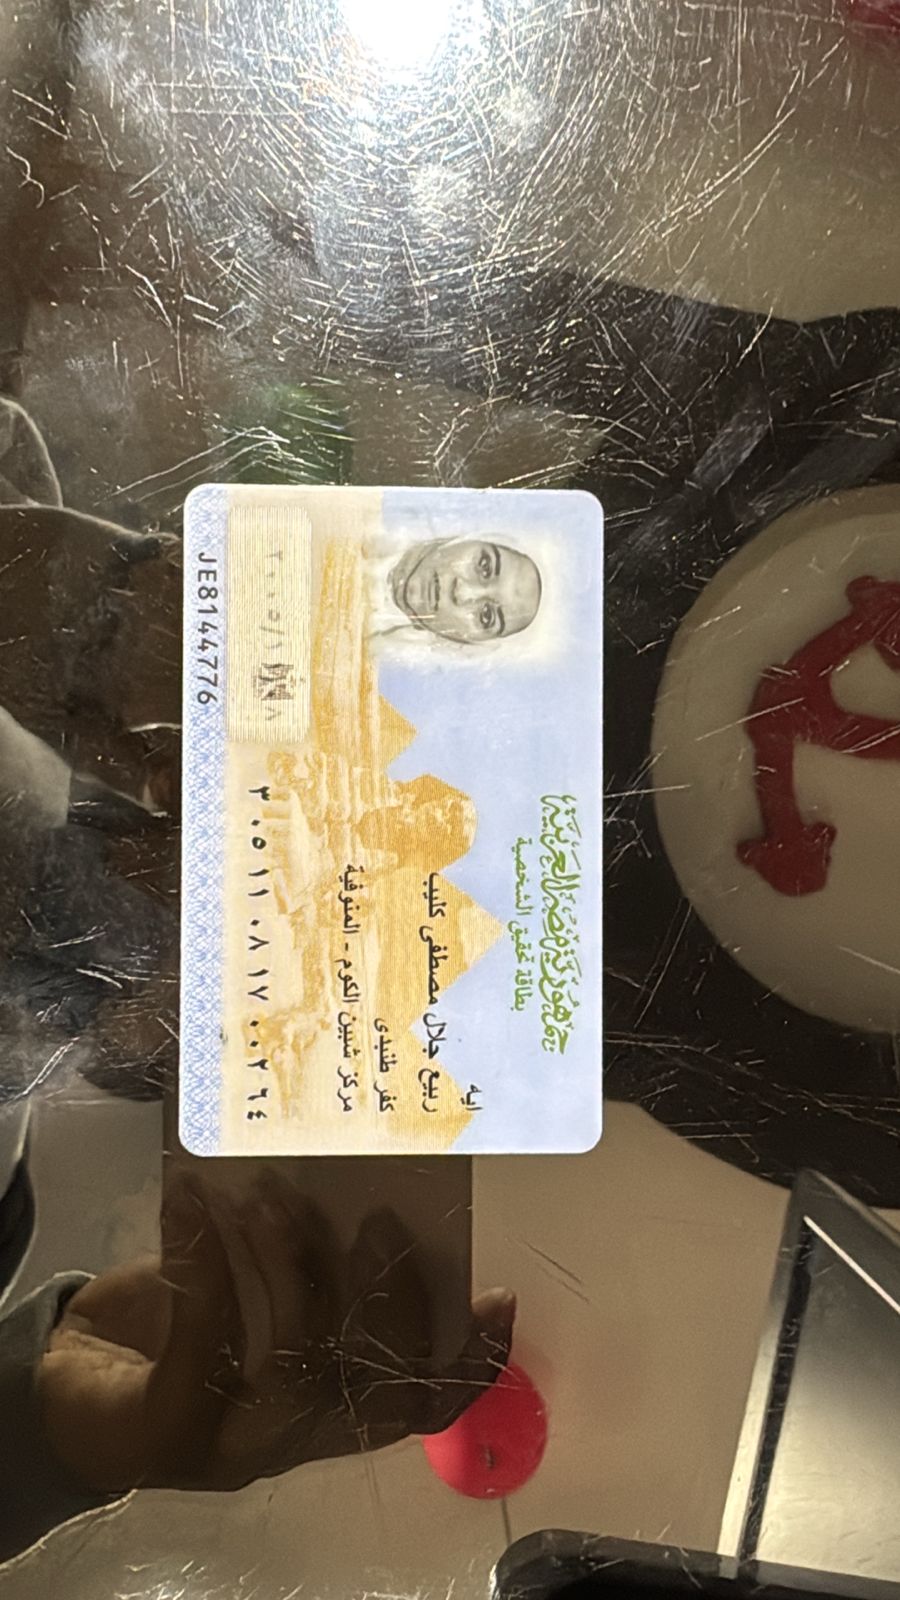 جمهورية مصر العربية
بطاقة تحقيق الشخصية
ايه
ربيع جلال مصطفى كليب
كفر طنبدى
مركز شبين الكوم - المنوفية
٣٠٥١١٠٨١٧٠٠٢٦٤
JE8144776